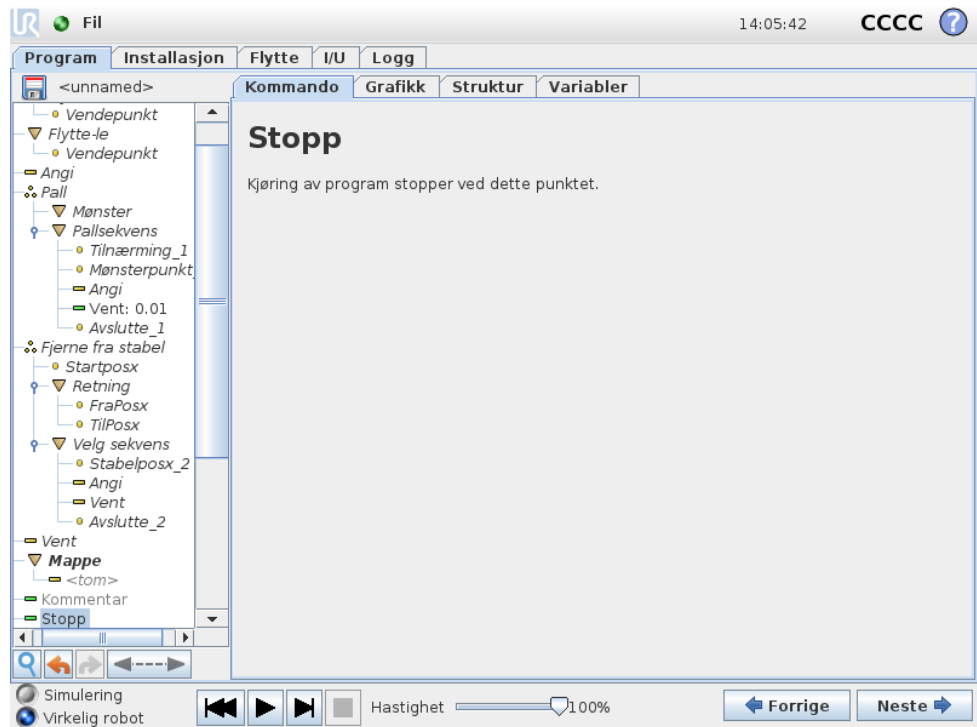 Fil 14:05:42 CCCC ?
Program Installasjon Flytte I/U Logg
<unnamed>
Kommando Grafikk Struktur Variabler
Vendepunkt
Flytte-le
Vendepunkt
Angi
Pall
Mønster
Pallsekvens
Tilnærming_1
Mønsterpunkt
Angi
Vent: 0.01
Avslutte_1
Fjerne fra stabel
Startposx
Retning
FraPosx
TilPosx
Velg sekvens
Stabelposx_2
Angi
Vent
Avslutte_2
Vent
Mappe
<tom>
Kommentar
Stopp
Stopp
Kjøring av program stopper ved dette punktet.
Simulering
Virkelig robot
Hastighet 100%
Forrige Neste